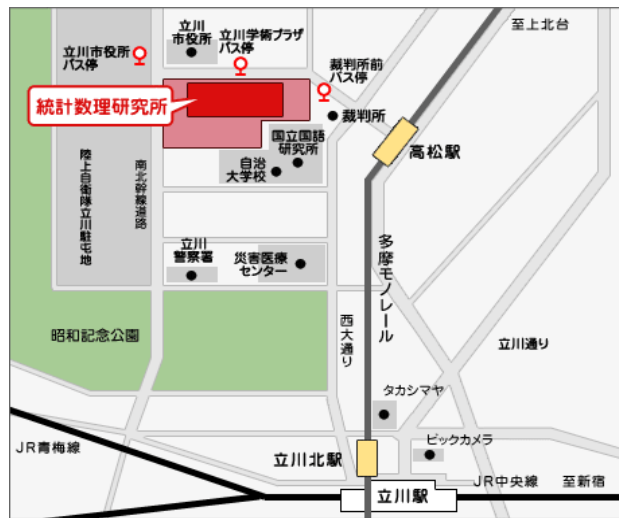 立川
市役所
立川学術プラザ
バス停
至上北台
立川市役所
バス停
裁判所前
バス停
統計数理研究所
裁判所
国立国語
研究所
高松駅
自治
大学校
陸上自衛隊立川駐屯地
南北幹線道路
立川
警察署
災害医療
センター
多摩モノレール
昭和記念公園
西大通り
立川通り
タカシマヤ
ビックカメラ
JR青梅線
立川北駅
JR中央線
至新宿
立川駅